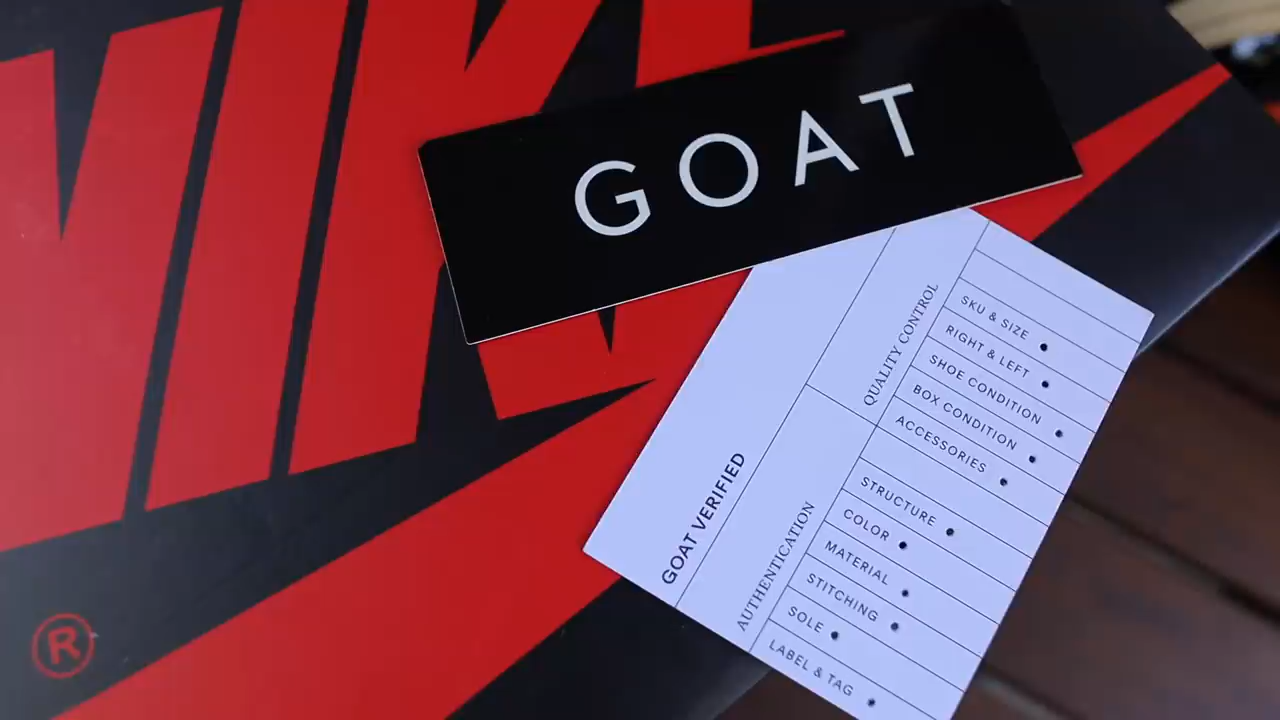 NIKE
®
GOAT
GOAT VERIFIED
QUALITY CONTROL
SKU & SIZE
RIGHT & LEFT
SHOE CONDITION
BOX CONDITION
ACCESSORIES
AUTHENTICATION
STRUCTURE
COLOR
MATERIAL
STITCHING
SOLE
LABEL & TAG